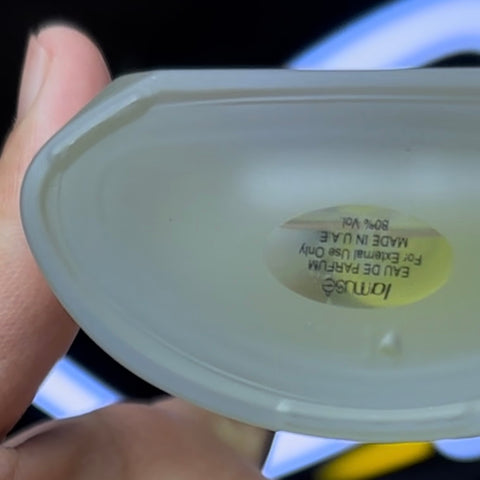 lamusé
EAU DE PARFUM
For External Use Only
MADE IN U.A.E
80% Vol.